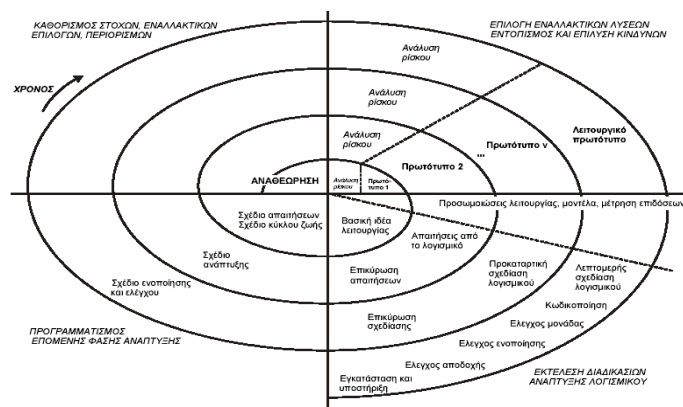 ΚΑΘΟΡΙΣΜΟΣ ΣΤΟΧΩΝ, ΕΝΑΛΛΑΚΤΙΚΩΝ
ΕΠΙΛΟΓΩΝ, ΠΕΡΙΟΡΙΣΜΩΝ
ΕΠΙΛΟΓΗ ΕΝΑΛΛΑΚΤΙΚΩΝ ΛΥΣΕΩΝ
ΕΝΤΟΠΙΣΜΟΣ ΚΑΙ ΕΠΙΛΥΣΗ ΚΙΝΔΥΝΩΝ
ΧΡΟΝΟΣ
Ανάλυση
ρίσκου
Ανάλυση
ρίσκου
Ανάλυση
ρίσκου
Ανάλυση
ρίσκου
Πρωτό-
τυπο 1
Πρωτότυπο 2
...
Πρωτότυπο ν
Λειτουργικό
πρωτότυπο
ΑΝΑΘΕΩΡΗΣΗ
Προσωμοιώσεις λειτουργίας, μοντέλα, μέτρηση επιδόσεων
Σχέδιο απαιτήσεων
Σχέδιο κύκλου ζωής
Βασική ιδέα
λειτουργίας
Απαιτήσεις από
το λογισμικό
Σχέδιο
ανάπτυξης
Επικύρωση
απαιτήσεων
Προκαταρτική
σχεδίαση
λογισμικού
Λεπτομερής
σχεδίαση
λογισμικού
Σχέδιο ενοποίησης
και ελέγχου
Κωδικοποίηση
Επικύρωση
σχεδίασης
Ελεγχος μονάδας
Ελεγχος ενοποίησης
Ελεγχος αποδοχής
Εγκατάσταση και
υποστήριξη
ΠΡΟΓΡΑΜΜΑΤΙΣΜΟΣ
ΕΠΟΜΕΝΗΣ ΦΑΣΗΣ ΑΝΑΠΤΥΞΗΣ
ΕΚΤΕΛΕΣΗ ΔΙΑΔΙΚΑΣΙΩΝ
ΑΝΑΠΤΥΞΗΣ ΛΟΓΙΣΜΙΚΟΥ